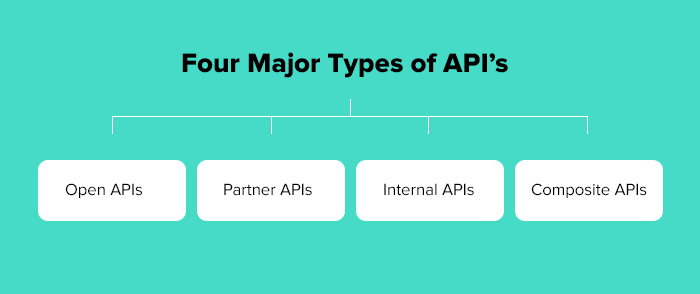 Four Major Types of API’s
Open APIs
Partner APIs
Internal APIs
Composite APIs